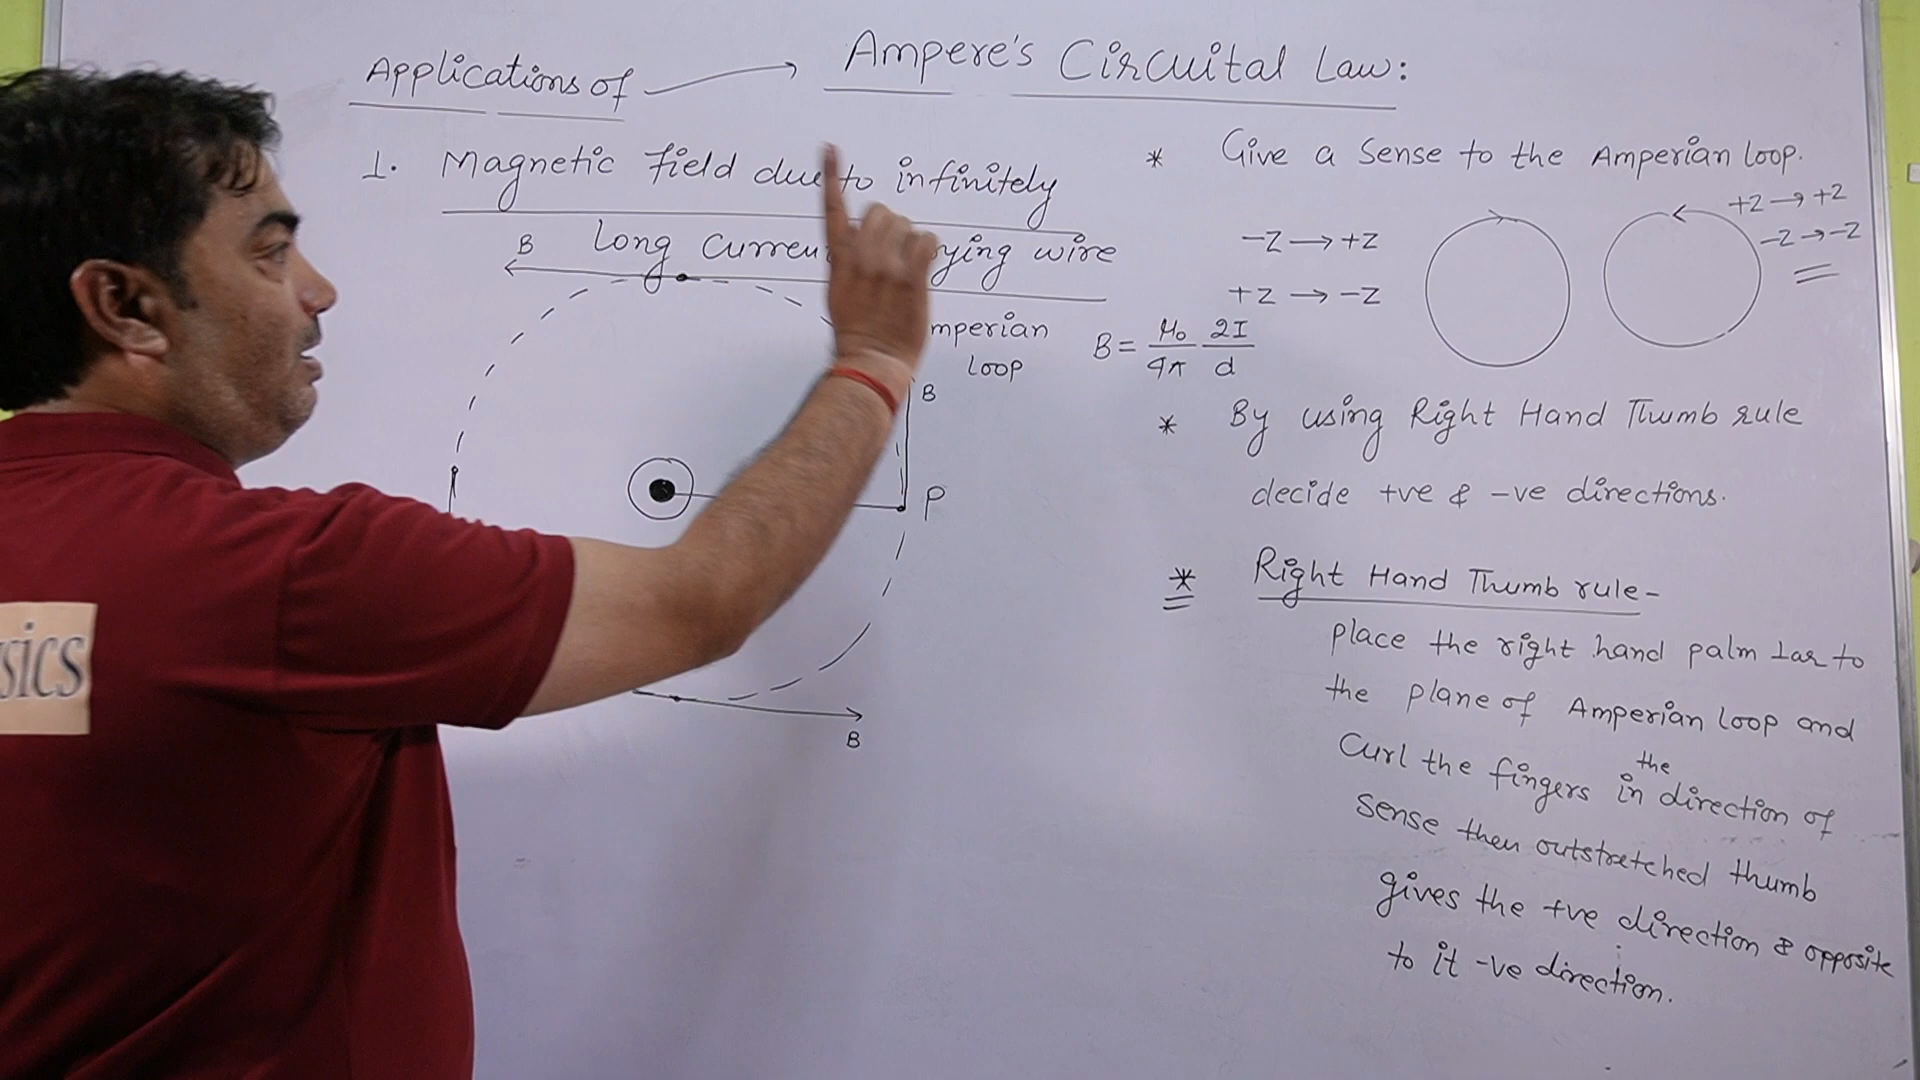 Applications of → Ampere's Circuital Law:
1. Magnetic field due to infinitely
long
wire
B
Amperian
loop
B
P
B
* Give a sense to the Amperian loop.
-Z → +Z
+Z → -Z
+Z → +Z
-Z → -Z
B = μ₀/4π 2I/d
* By using Right Hand Thumb rule
decide +ve & -ve directions.
* Right Hand Thumb rule-
place the right hand palm ⊥ar to
the plane of Amperian loop and
Curl the fingers in the direction of
sense then outstretched thumb
gives the +ve direction & opposite
to it -ve direction.
sics